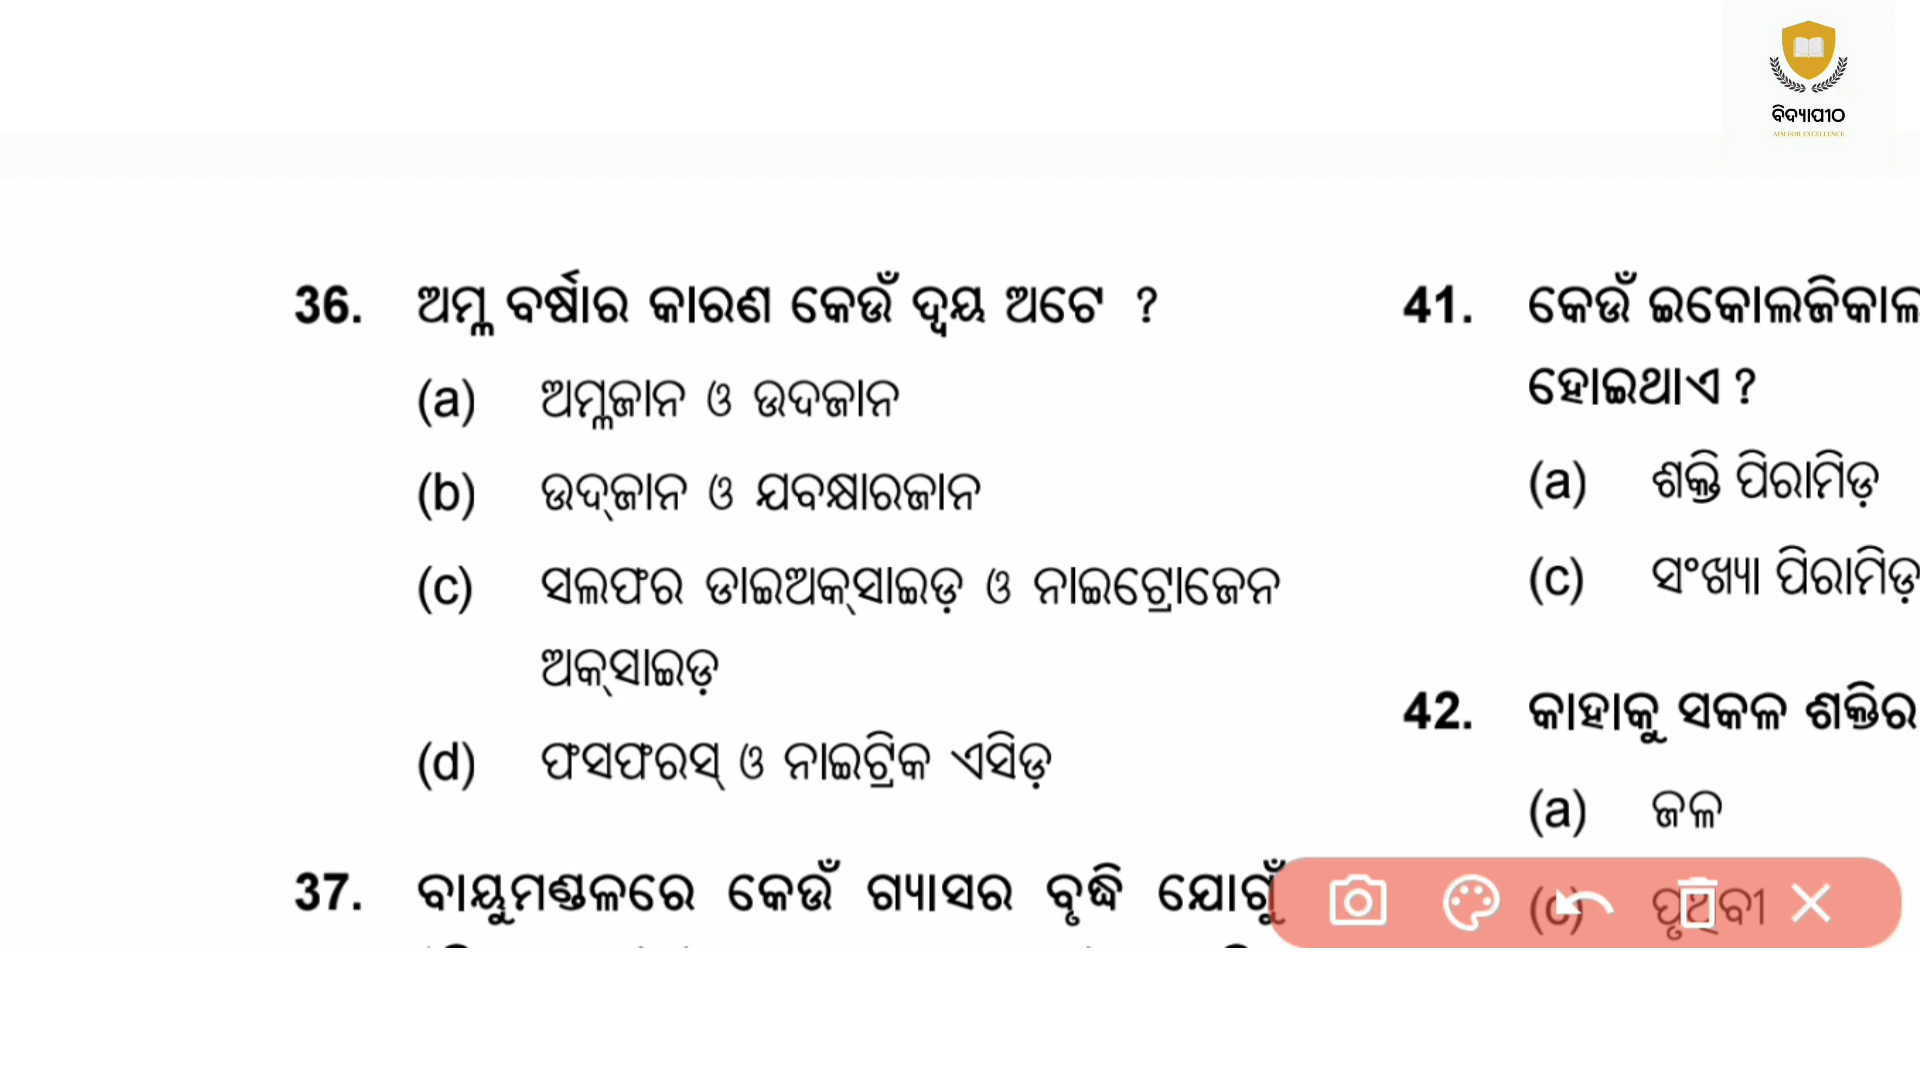 ବିଦ୍ୟାପୀଠ
AIM FOR EXCELLENCE
36. ଅମ୍ଳ ବର୍ଷାର କାରଣ କେଉଁ ଦ୍ୱୟ ଅଟେ ?
(a) ଅମ୍ଳଜାନ ଓ ଉଦଜାନ
(b) ଉଦ୍‌ଜାନ ଓ ଯବକ୍ଷାରଜାନ
(c) ସଲଫର ଡାଇଅକ୍‌ସାଇଡ଼ ଓ ନାଇଟ୍ରୋଜେନ
ଅକ୍‌ସାଇଡ଼
(d) ଫସଫରସ୍ ଓ ନାଇଟ୍ରିକ ଏସିଡ଼
37. ବାୟୁମଣ୍ଡଳରେ କେଉଁ ଗ୍ୟାସର ବୃଦ୍ଧି ଯୋଗୁଁ
41. କେଉଁ ଇକୋଲଜିକାଲ
ହୋଇଥାଏ ?
(a) ଶକ୍ତି ପିରାମିଡ଼
(c) ସଂଖ୍ୟା ପିରାମିଡ଼
42. କାହାକୁ ସକଳ ଶକ୍ତିର
(a) ଜଳ
(c) ପୃଥିବୀ